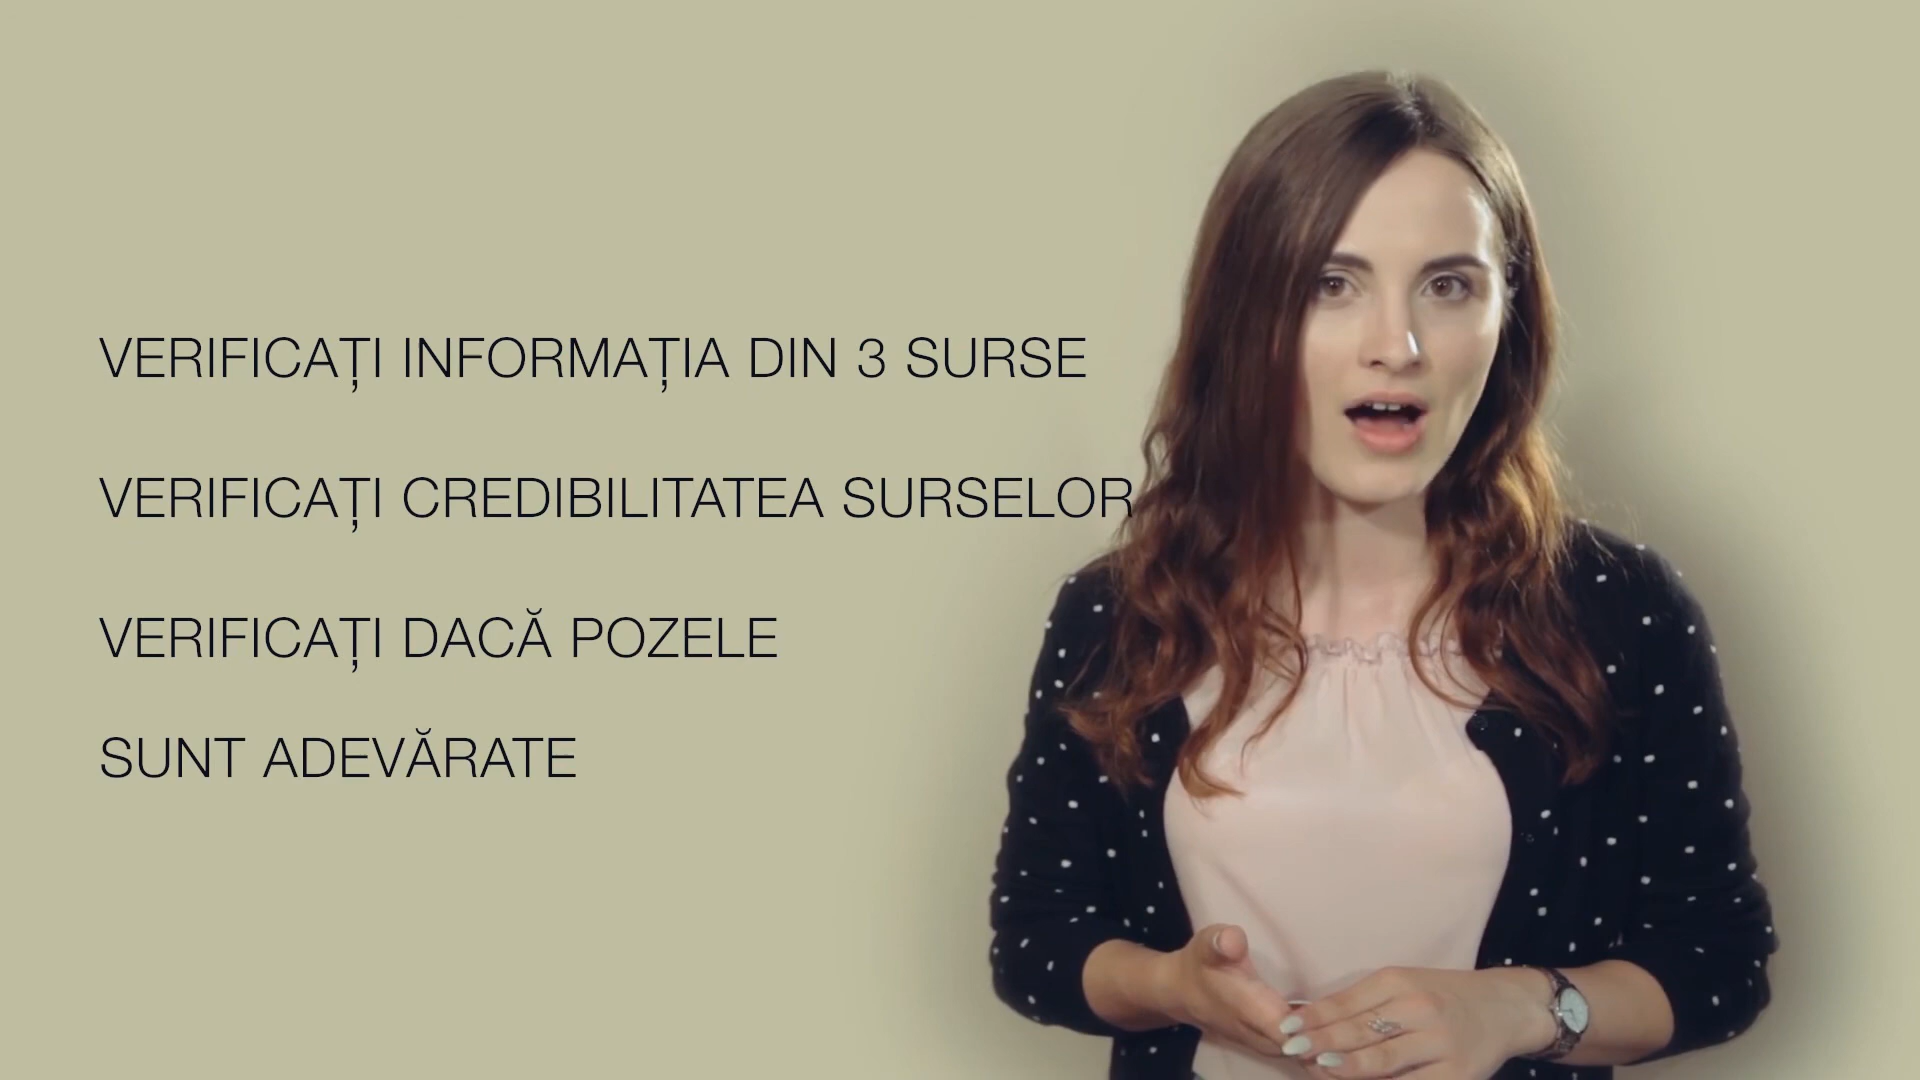 VERIFICAȚI INFORMAȚIA DIN 3 SURSE
VERIFICAȚI CREDIBILITATEA SURSELOR
VERIFICAȚI DACĂ POZELE
SUNT ADEVĂRATE